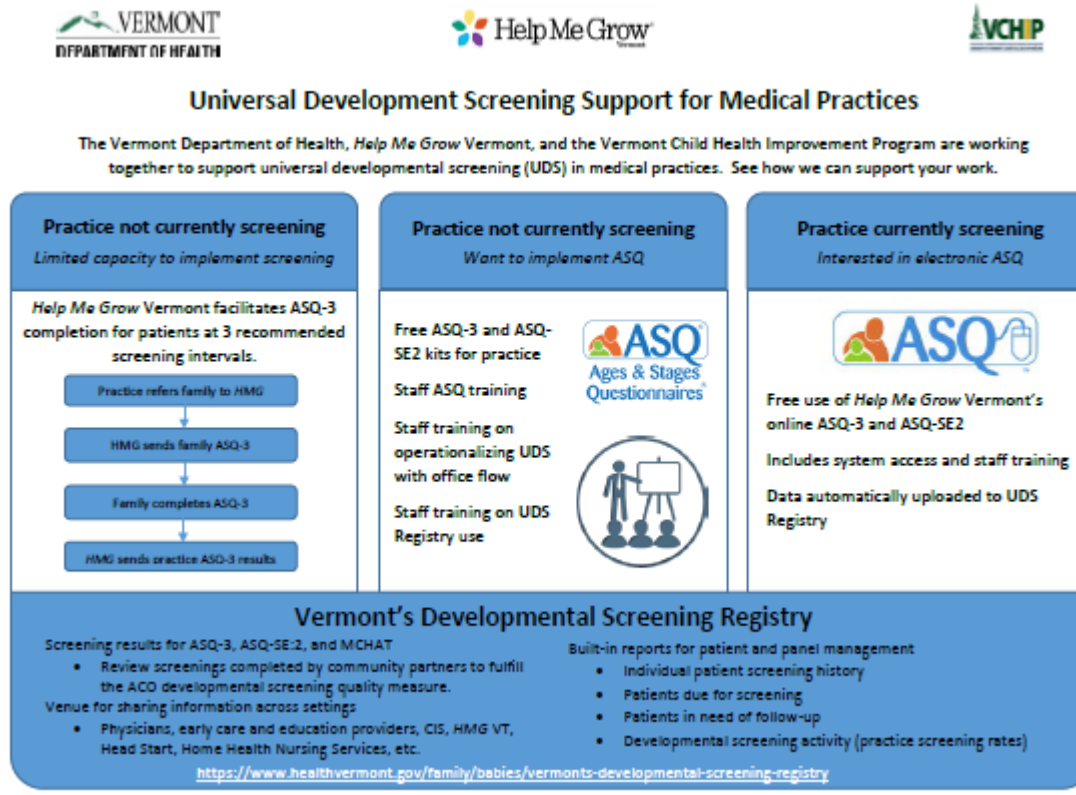 VERMONT
DEPARTMENT OF HEALTH
Help Me Grow
Vermont
VCHIP
Universal Development Screening Support for Medical Practices
The Vermont Department of Health, Help Me Grow Vermont, and the Vermont Child Health Improvement Program are working
together to support universal developmental screening (UDS) in medical practices. See how we can support your work.
Practice not currently screening
Limited capacity to implement screening
Help Me Grow Vermont facilitates ASQ-3
completion for patients at 3 recommended
screening intervals.
Practice refers family to HMG
HMG sends family ASQ-3
Family completes ASQ-3
HMG sends practice ASQ-3 results
Practice not currently screening
Want to implement ASQ
Free ASQ-3 and ASQ-
SE2 kits for practice
Staff ASQ training
Staff training on
operationalizing UDS
with office flow
Staff training on UDS
Registry use
ASQ®
Ages & Stages
Questionnaires®
Practice currently screening
Interested in electronic ASQ
ASQ
™
Free use of Help Me Grow Vermont's
online ASQ-3 and ASQ-SE2
Includes system access and staff training
Data automatically uploaded to UDS
Registry
Vermont's Developmental Screening Registry
Screening results for ASQ-3, ASQ-SE:2, and MCHAT
• Review screenings completed by community partners to fulfill
the ACO developmental screening quality measure.
Venue for sharing information across settings
• Physicians, early care and education providers, CIS, HMG VT,
Head Start, Home Health Nursing Services, etc.
Built-in reports for patient and panel management
• Individual patient screening history
• Patients due for screening
• Patients in need of follow-up
• Developmental screening activity (practice screening rates)
https://www.healthvermont.gov/family/babies/vermonts-developmental-screening-registry